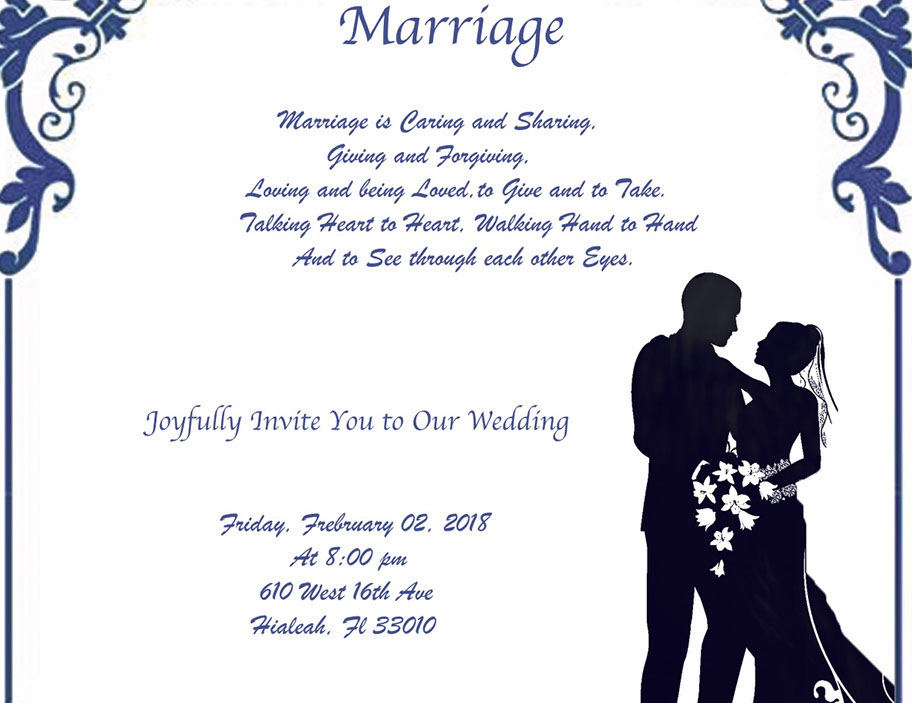 Marriage
Marriage is Caring and Sharing,
Giving and Forgiving,
Loving and being Loved,to Give and to Take.
Talking Heart to Heart, Walking Hand to Hand
And to See through each other Eyes.
Joyfully Invite You to Our Wedding
Friday, Frebruary 02, 2018
At 8:00 pm
610 West 16th Ave
Hialeah, Fl 33010